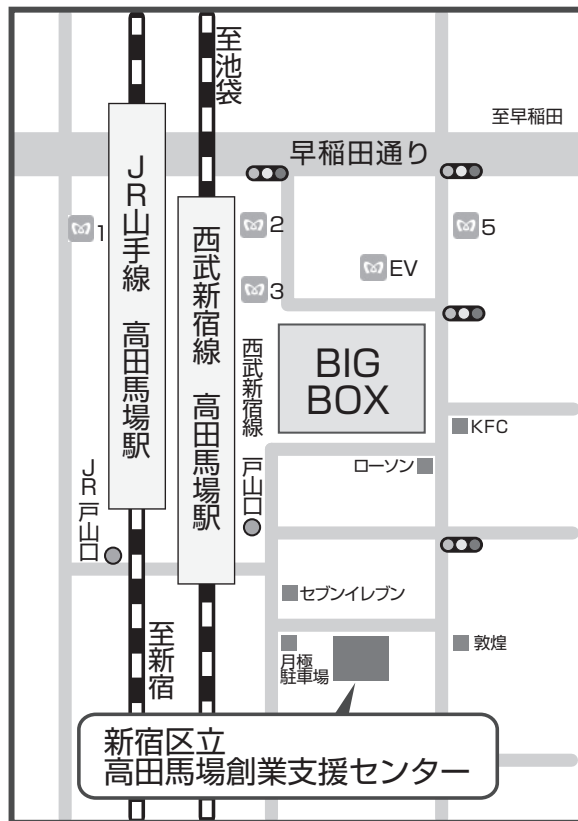 至池袋
至早稲田
早稲田通り
JR山手線 高田馬場駅
西武新宿線 高田馬場駅
1
2
3
5
EV
BIG
BOX
西武新宿線 戸山口
KFC
ローソン
JR戸山口
セブンイレブン
至新宿
月極
駐車場
敦煌
新宿区立
高田馬場創業支援センター